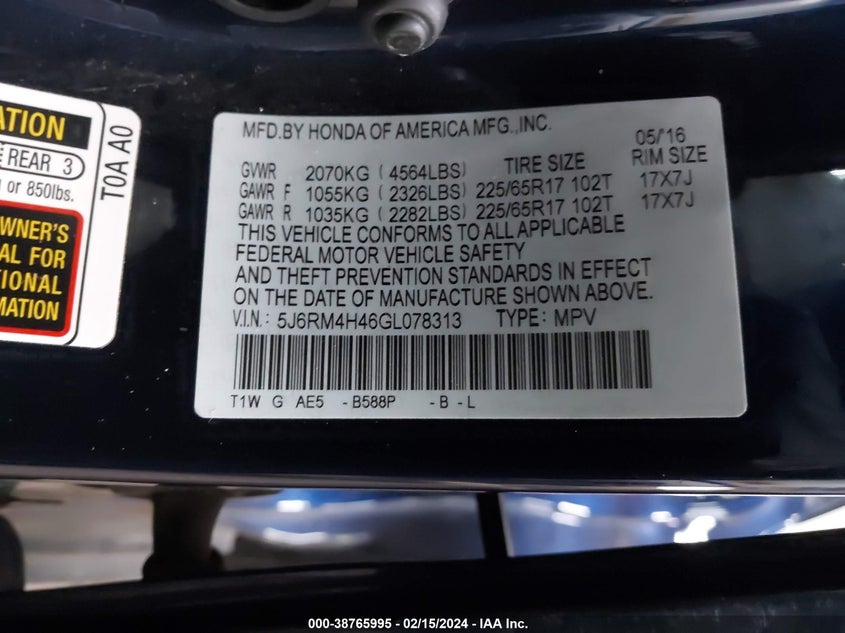 ATION
REAR 3
or 850lbs.
WNER'S
AL FOR
TIONAL
MATION
T0A A0
MFD.BY HONDA OF AMERICA MFG.,INC.
05/'16
GVWR 2070KG ( 4564LBS) TIRE SIZE RIM SIZE
GAWR F 1055KG ( 2326LBS) 225/65R17 102T 17X7J
GAWR R 1035KG ( 2282LBS) 225/65R17 102T 17X7J
THIS VEHICLE CONFORMS TO ALL APPLICABLE
FEDERAL MOTOR VEHICLE SAFETY
AND THEFT PREVENTION STANDARDS IN EFFECT
ON THE DATE OF MANUFACTURE SHOWN ABOVE.
V.I.N.: 5J6RM4H46GL078313 TYPE: MPV
T1W G AE5 -B588P -B -L
000-38765995 - 02/15/2024 - IAA Inc.